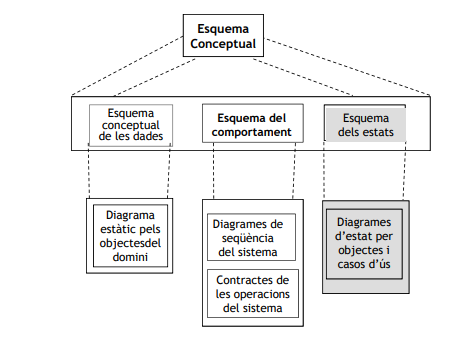 Esquema
Conceptual
Esquema
conceptual
de les dades
Esquema del
comportament
Esquema
dels estats
Diagrama
estàtic pels
objectesdel
domini
Diagrames de
seqüència
del sistema
Contractes de
les operacions
del sistema
Diagrames
d'estat per
objectes i
casos d'ús